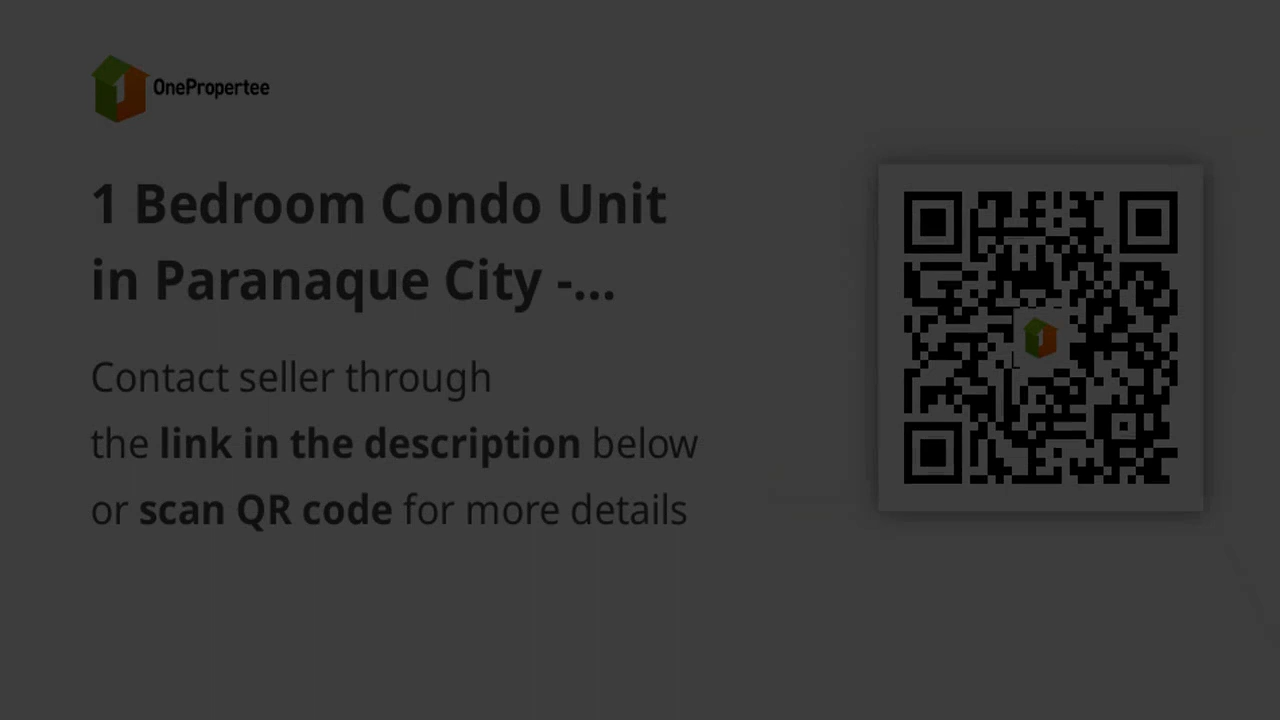 OnePropertee
1 Bedroom Condo Unit
in Paranaque City -...
Contact seller through
the link in the description below
or scan QR code for more details